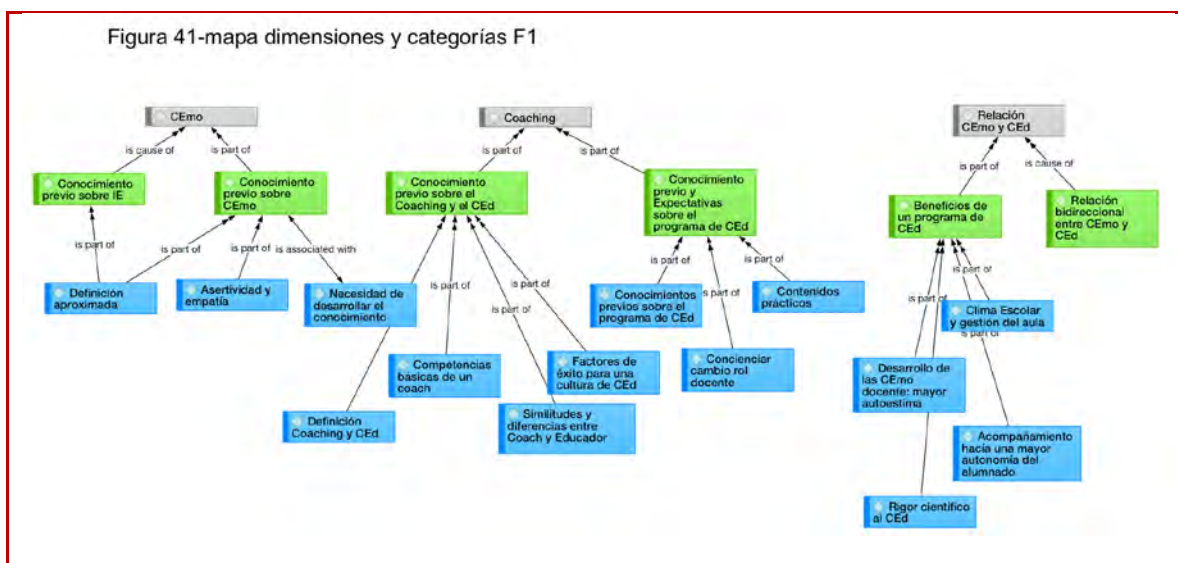 Figura 41-mapa dimensiones y categorías F1
CEmo
Coaching
Relación
CEmo y CEd
is cause of
is part of
is part of
is part of
is part of
is cause of
Conocimiento
previo sobre IE
Conocimiento
previo sobre
CEmo
Conocimiento
previo sobre el
Coaching y el CEd
Conocimiento
previo y
Expectativas
sobre el
programa de CEd
Beneficios de
un programa de
CEd
Relación
bidireccional
entre CEmo y
CEd
is part of
is part of
is part of
is associated with
is part of
is part of
is part of
is part of
is part of
is part of
is part of
is part of
is part of
is part of
is part of
Definición
aproximada
Asertividad y
empatía
Necesidad de
desarrollar el
conocimiento
Conocimientos
previos sobre el
programa de CEd
Contenidos
prácticos
Clima Escolar
y gestión del aula
Competencias
básicas de un
coach
Factores de
éxito para una
cultura de CEd
Concienciar
cambio rol
docente
Desarrollo de
las CEmo
docente: mayor
autoestima
Definición
Coaching y CEd
Similitudes y
diferencias entre
Coach y Educador
Acompañamiento
hacia una mayor
autonomía del
alumnado
Rigor científico
al CEd